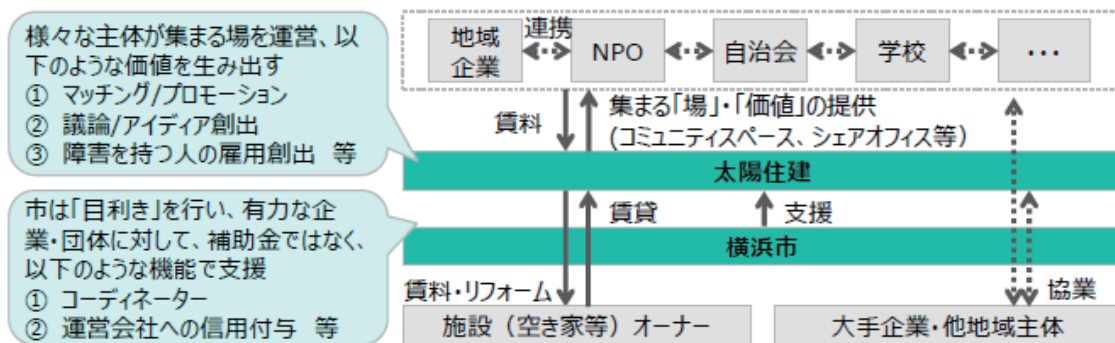 様々な主体が集まる場を運営、以
下のような価値を生み出す
① マッチング/プロモーション
② 議論/アイディア創出
③ 障害を持つ人の雇用創出 等
市は「目利き」を行い、有力な企
業・団体に対して、補助金ではなく、
以下のような機能で支援
① コーディネーター
② 運営会社への信用付与 等
地域
企業
連携
NPO
自治会
学校
・・・
賃料
集まる「場」・「価値」の提供
(コミュニティスペース、シェアオフィス等)
太陽住建
賃貸
支援
横浜市
賃料・リフォーム
協業
施設（空き家等）オーナー
大手企業・他地域主体